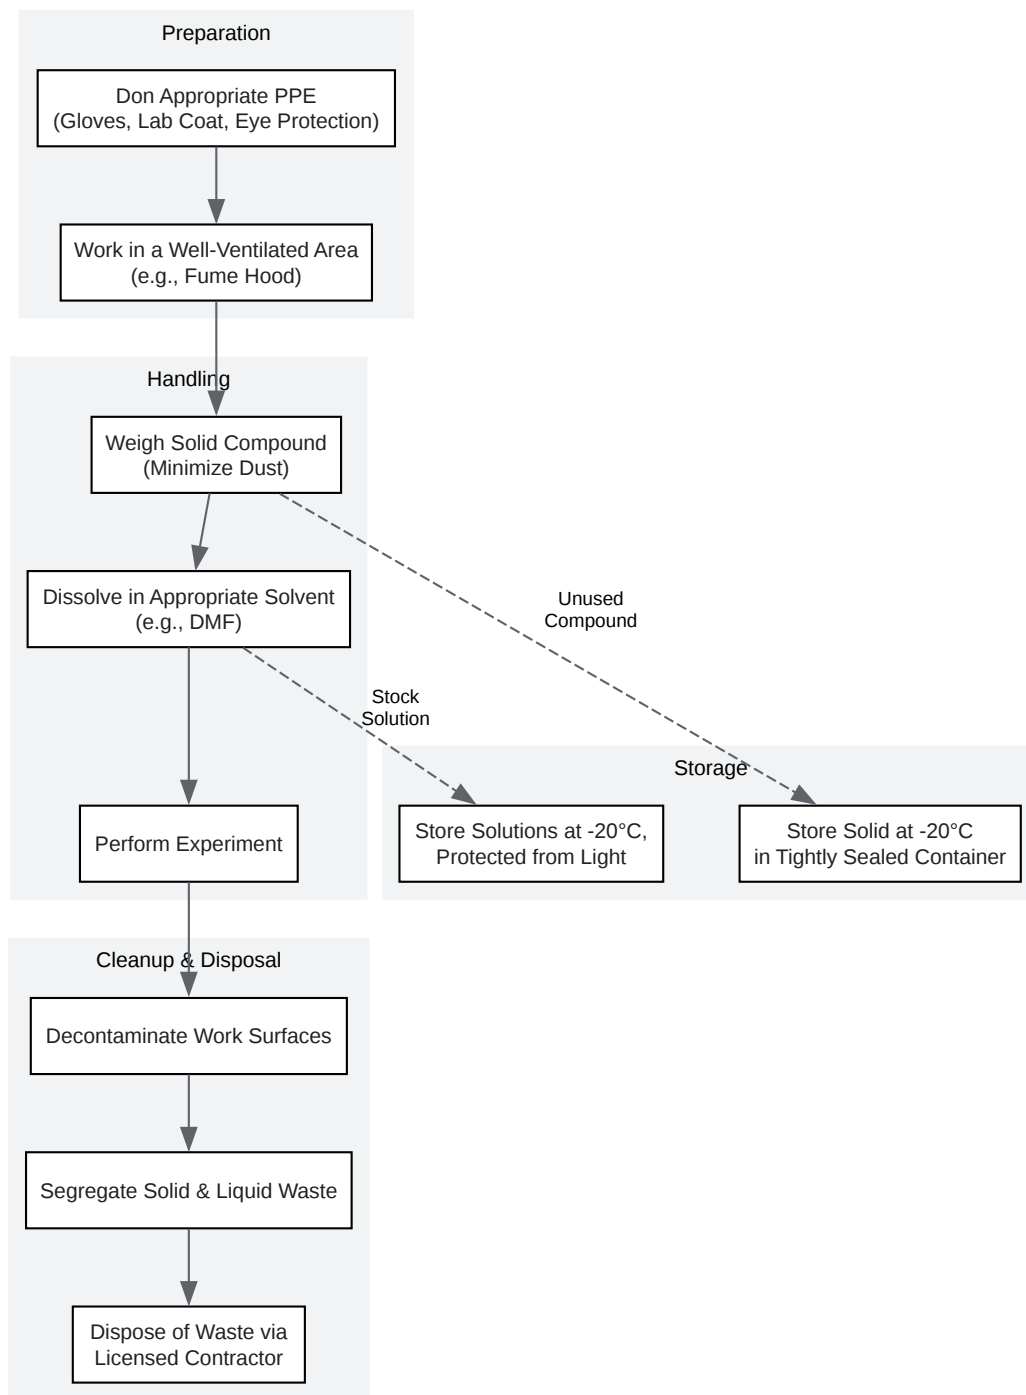 Preparation
Don Appropriate PPE
(Gloves, Lab Coat, Eye Protection)
Work in a Well-Ventilated Area
(e.g., Fume Hood)
Handling
Weigh Solid Compound
(Minimize Dust)
Dissolve in Appropriate Solvent
(e.g., DMF)
Unused
Compound
Stock
Solution
Perform Experiment
Storage
Store Solutions at -20°C,
Protected from Light
Store Solid at -20°C
in Tightly Sealed Container
Cleanup & Disposal
Decontaminate Work Surfaces
Segregate Solid & Liquid Waste
Dispose of Waste via
Licensed Contractor